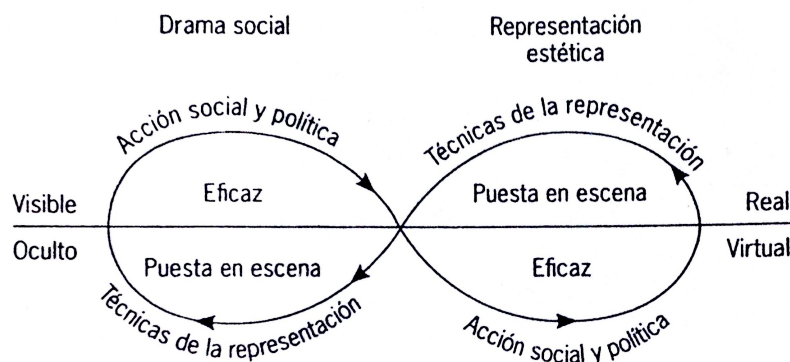 Drama social
Representación
estética
Acción social y política
Técnicas de la representación
Eficaz
Puesta en escena
Visible
Real
Oculto
Virtual
Puesta en escena
Eficaz
Técnicas de la representación
Acción social y política